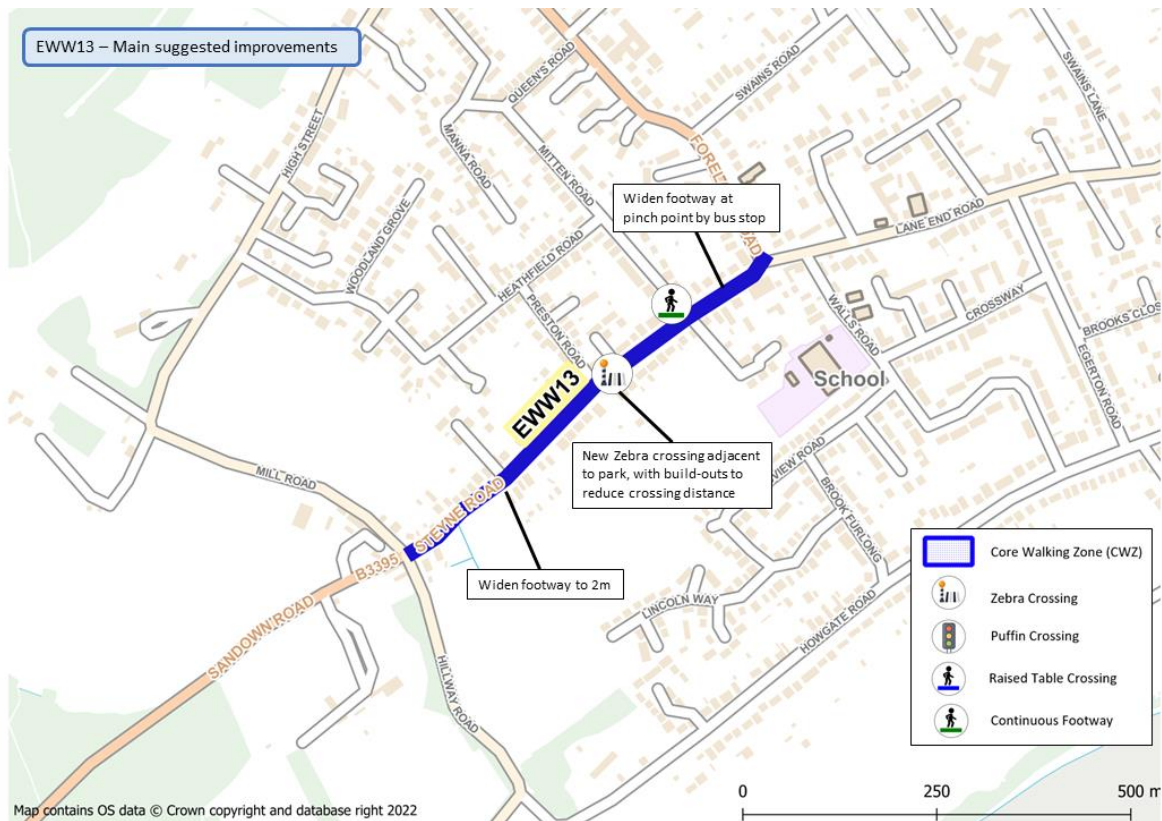 EWW13 – Main suggested improvements
QUEEN'S ROAD
SWAINS ROAD
SWAINS LANE
HIGH STREET
MANNA ROAD
MITTEN ROAD
Widen footway at
pinch point by bus stop
LANE END ROAD
WOODLAND GROVE
HEATHFIELD ROAD
PRESTON ROAD
WALLS ROAD
CROSSWAY
BROOKS CLOS
EGERTON ROAD
School
EWW13
New Zebra crossing adjacent
to park, with build-outs to
reduce crossing distance
VIEW ROAD
BROOK FURLONG
MILL ROAD
STEYNE ROAD
B3395
Widen footway to 2m
SANDOWN ROAD
HILLWAY ROAD
LINCOLN WAY
HOWGATE ROAD
Core Walking Zone (CWZ)
Zebra Crossing
Puffin Crossing
Raised Table Crossing
Continuous Footway
0 250 500 m
Map contains OS data © Crown copyright and database right 2022